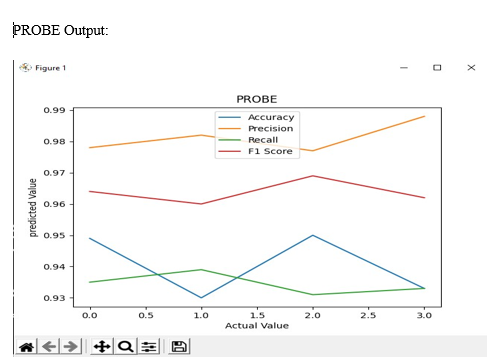 PROBE Output:
Figure 1
PROBE
Accuracy
Precision
Recall
F1 Score
0.99
0.98
0.97
0.96
0.95
0.94
0.93
predicted Value
0.0 0.5 1.0 1.5 2.0 2.5 3.0
Actual Value